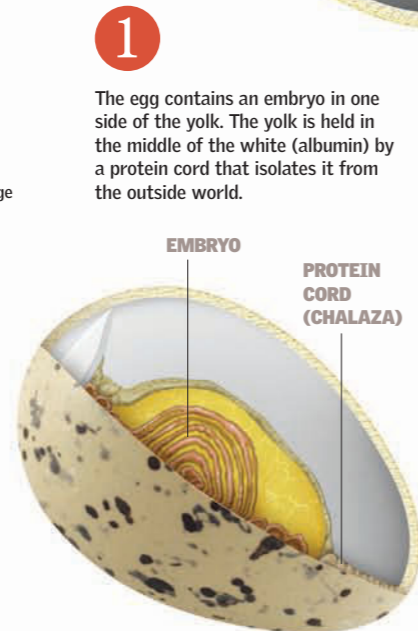 1
The egg contains an embryo in one
side of the yolk. The yolk is held in
the middle of the white (albumin) by
a protein cord that isolates it from
the outside world.
ge
EMBRYO
PROTEIN
CORD
(CHALAZA)